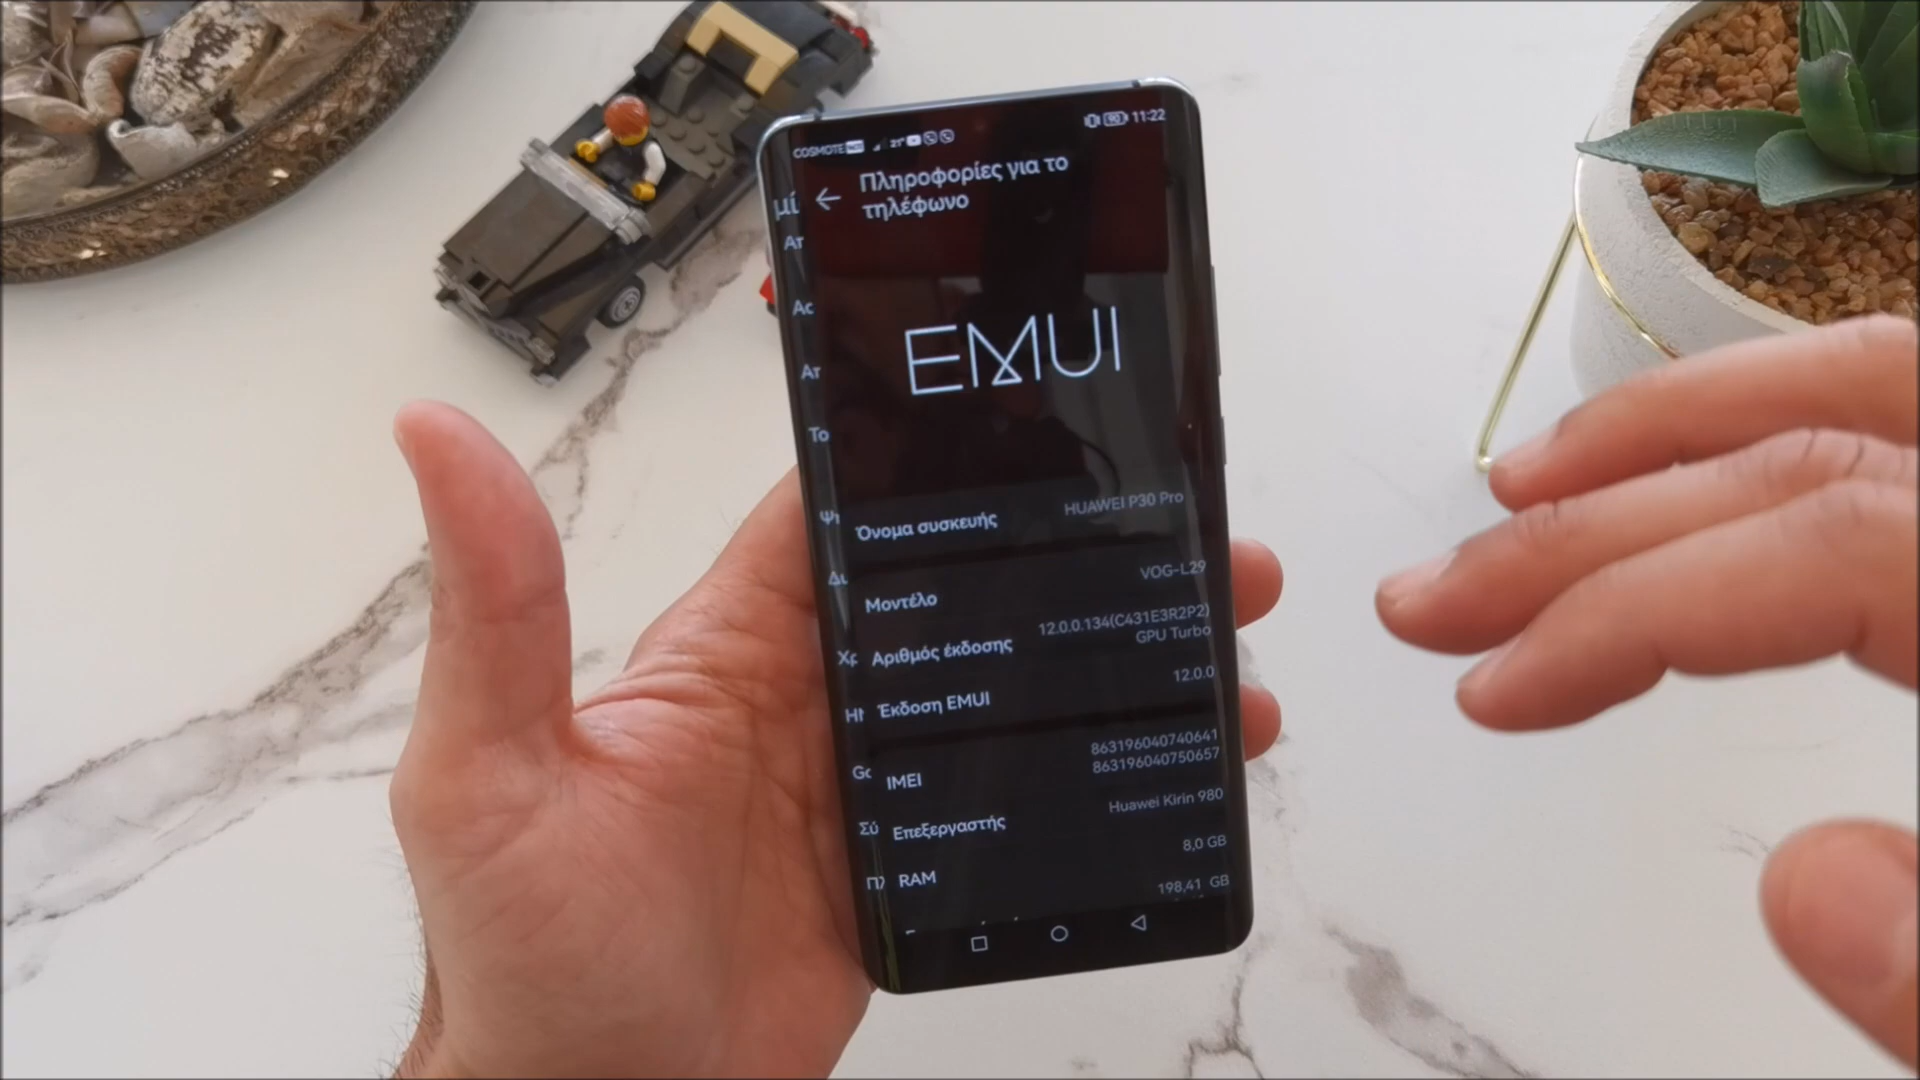 COSMOTE 21° 90 11:22
Πληροφορίες για το
τηλέφωνο
EMUI
Όνομα συσκευής HUAWEI P30 Pro
Μοντέλο VOG-L29
Αριθμός έκδοσης 12.0.0.134(C431E3R2P2)
GPU Turbo
Έκδοση EMUI 12.0.0
IMEI 863196040740641
863196040750657
Επεξεργαστής Huawei Kirin 980
RAM 8,0 GB
198,41 GB